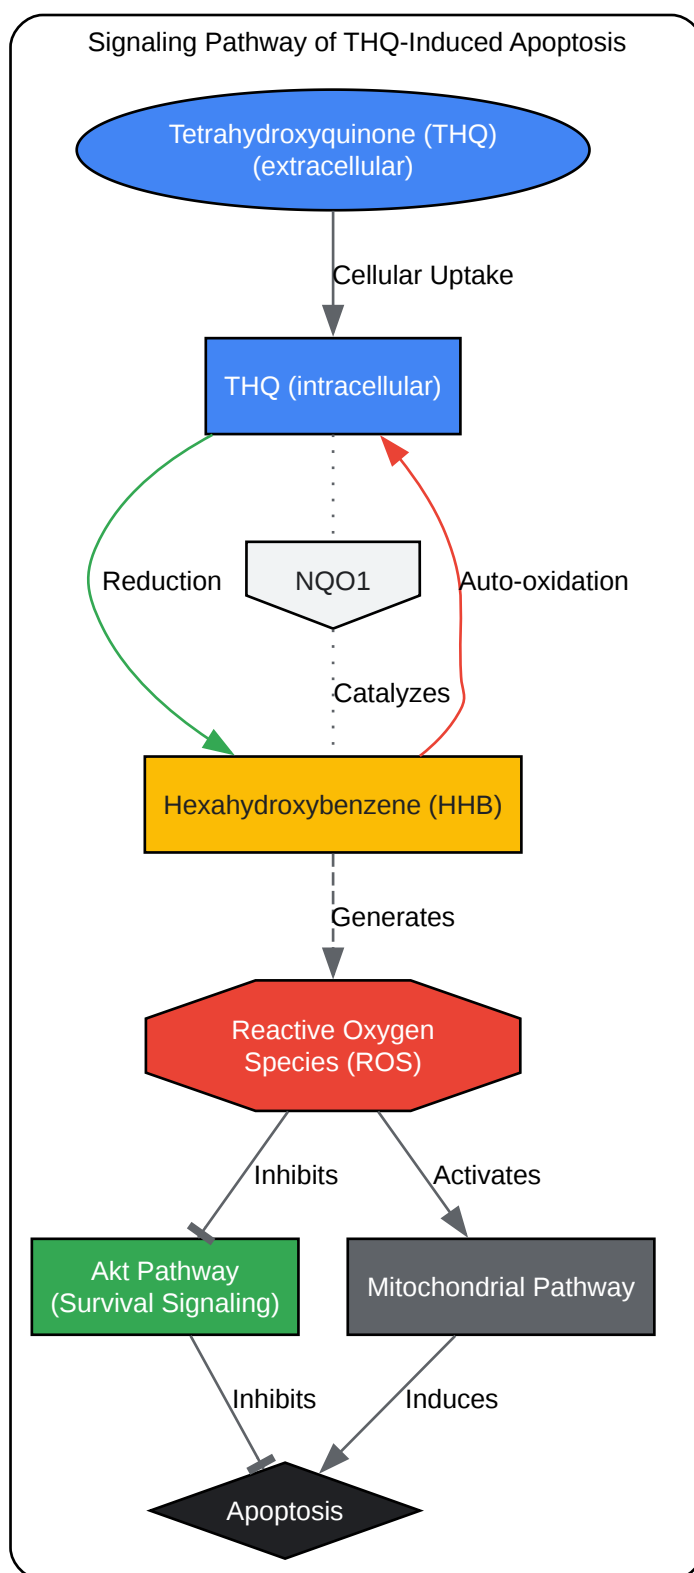 Signaling Pathway of THQ-Induced Apoptosis
Tetrahydroxyquinone (THQ)
(extracellular)
Cellular Uptake
THQ (intracellular)
Reduction
NQO1
Auto-oxidation
Catalyzes
Hexahydroxybenzene (HHB)
Generates
Reactive Oxygen
Species (ROS)
Inhibits
Activates
Akt Pathway
(Survival Signaling)
Mitochondrial Pathway
Inhibits
Induces
Apoptosis